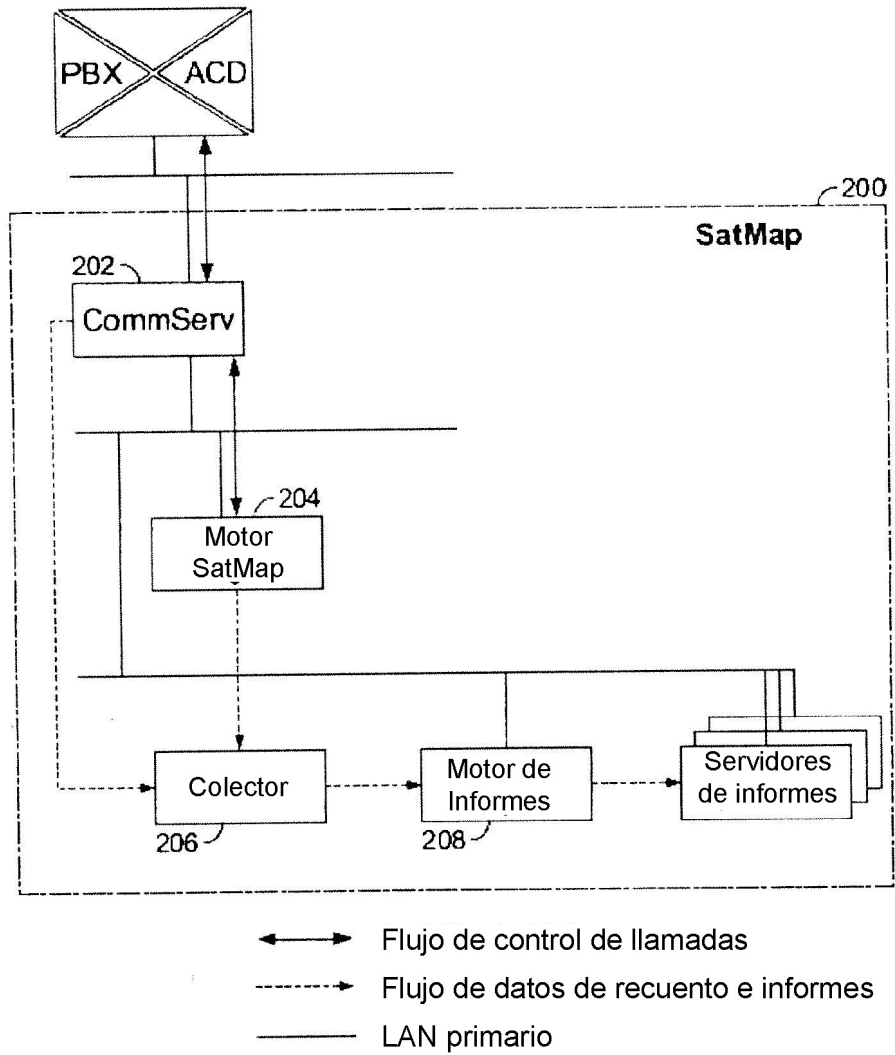 PBX ACD
200
SatMap
202
CommServ
204
Motor
SatMap
Colector
206
Motor de
Informes
208
Servidores
de informes
Flujo de control de llamadas
Flujo de datos de recuento e informes
LAN primario